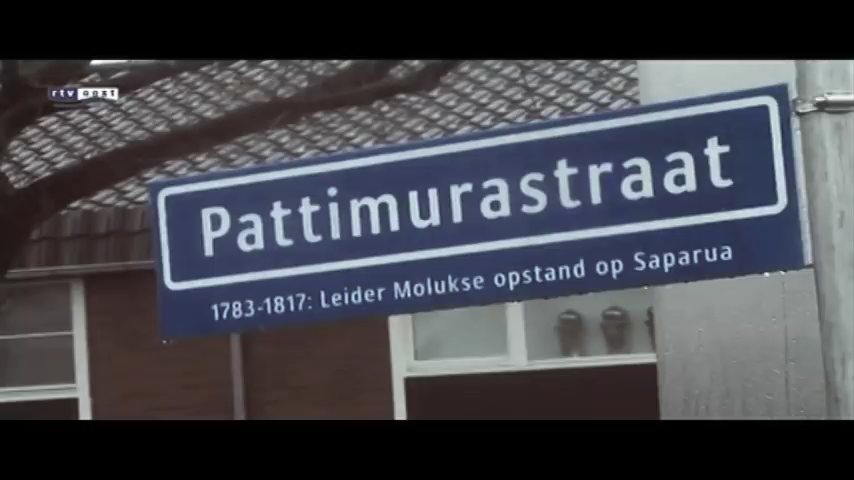 rtv oost
Pattimurastraat
1783-1817: Leider Molukse opstand op Saparua